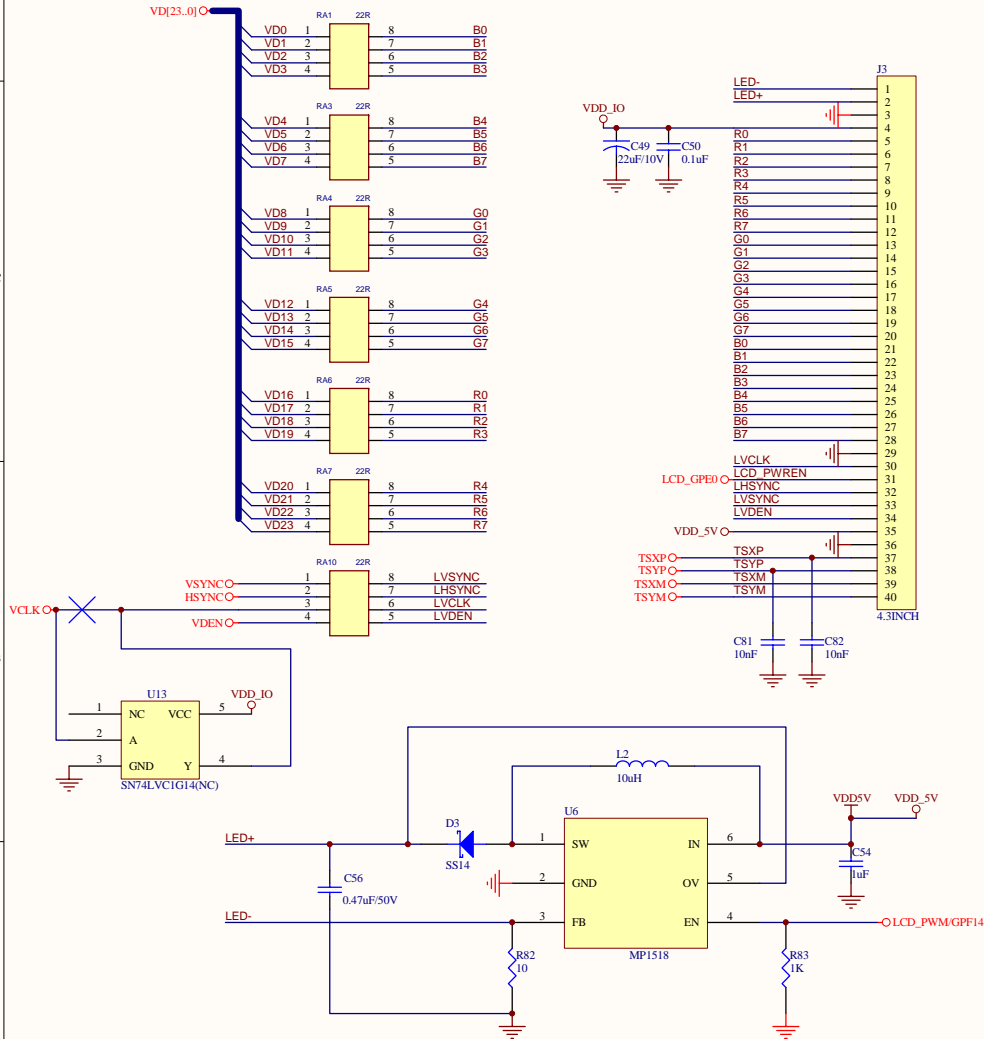 VD[23..0]
RA1 22R
VD0 1 8 B0
VD1 2 7 B1
VD2 3 6 B2
VD3 4 5 B3
RA3 22R
VD4 1 8 B4
VD5 2 7 B5
VD6 3 6 B6
VD7 4 5 B7
RA4 22R
VD8 1 8 G0
VD9 2 7 G1
VD10 3 6 G2
VD11 4 5 G3
RA5 22R
VD12 1 8 G4
VD13 2 7 G5
VD14 3 6 G6
VD15 4 5 G7
RA6 22R
VD16 1 8 R0
VD17 2 7 R1
VD18 3 6 R2
VD19 4 5 R3
RA7 22R
VD20 1 8 R4
VD21 2 7 R5
VD22 3 6 R6
VD23 4 5 R7
RA10
VSYNC 1 8 LVSYNC
HSYNC 2 7 LHSYNC
VCLK 3 6 LVCLK
VDEN 4 5 LVDEN
VDD_IO
C49
22uF/10V
C50
0.1uF
J3
LED- 1
LED+ 2
3
4
R0 5
R1 6
R2 7
R3 8
R4 9
R5 10
R6 11
R7 12
G0 13
G1 14
G2 15
G3 16
G4 17
G5 18
G6 19
G7 20
B0 21
B1 22
B2 23
B3 24
B4 25
B5 26
B6 27
B7 28
29
LVCLK 30
LCD_GPE0 LCD_PWREN 31
LHSYNC 32
LVSYNC 33
LVDEN 34
VDD_5V 35
36
TSXP TSXP 37
TSYP TSYP 38
TSXM TSXM 39
TSYM TSYM 40
4.3INCH
C81
10nF
C82
10nF
U13
VDD_IO
1 NC VCC 5
2 A
3 GND Y 4
SN74LVC1G14(NC)
L2
10uH
U6
D3
SS14
LED+
1 SW IN 6
2 GND OV 5
3 FB EN 4
MP1518
VDD5V
VDD_5V
C54
1uF
C56
0.47uF/50V
LED-
LCD_PWM/GPF14
R82
10
R83
1K